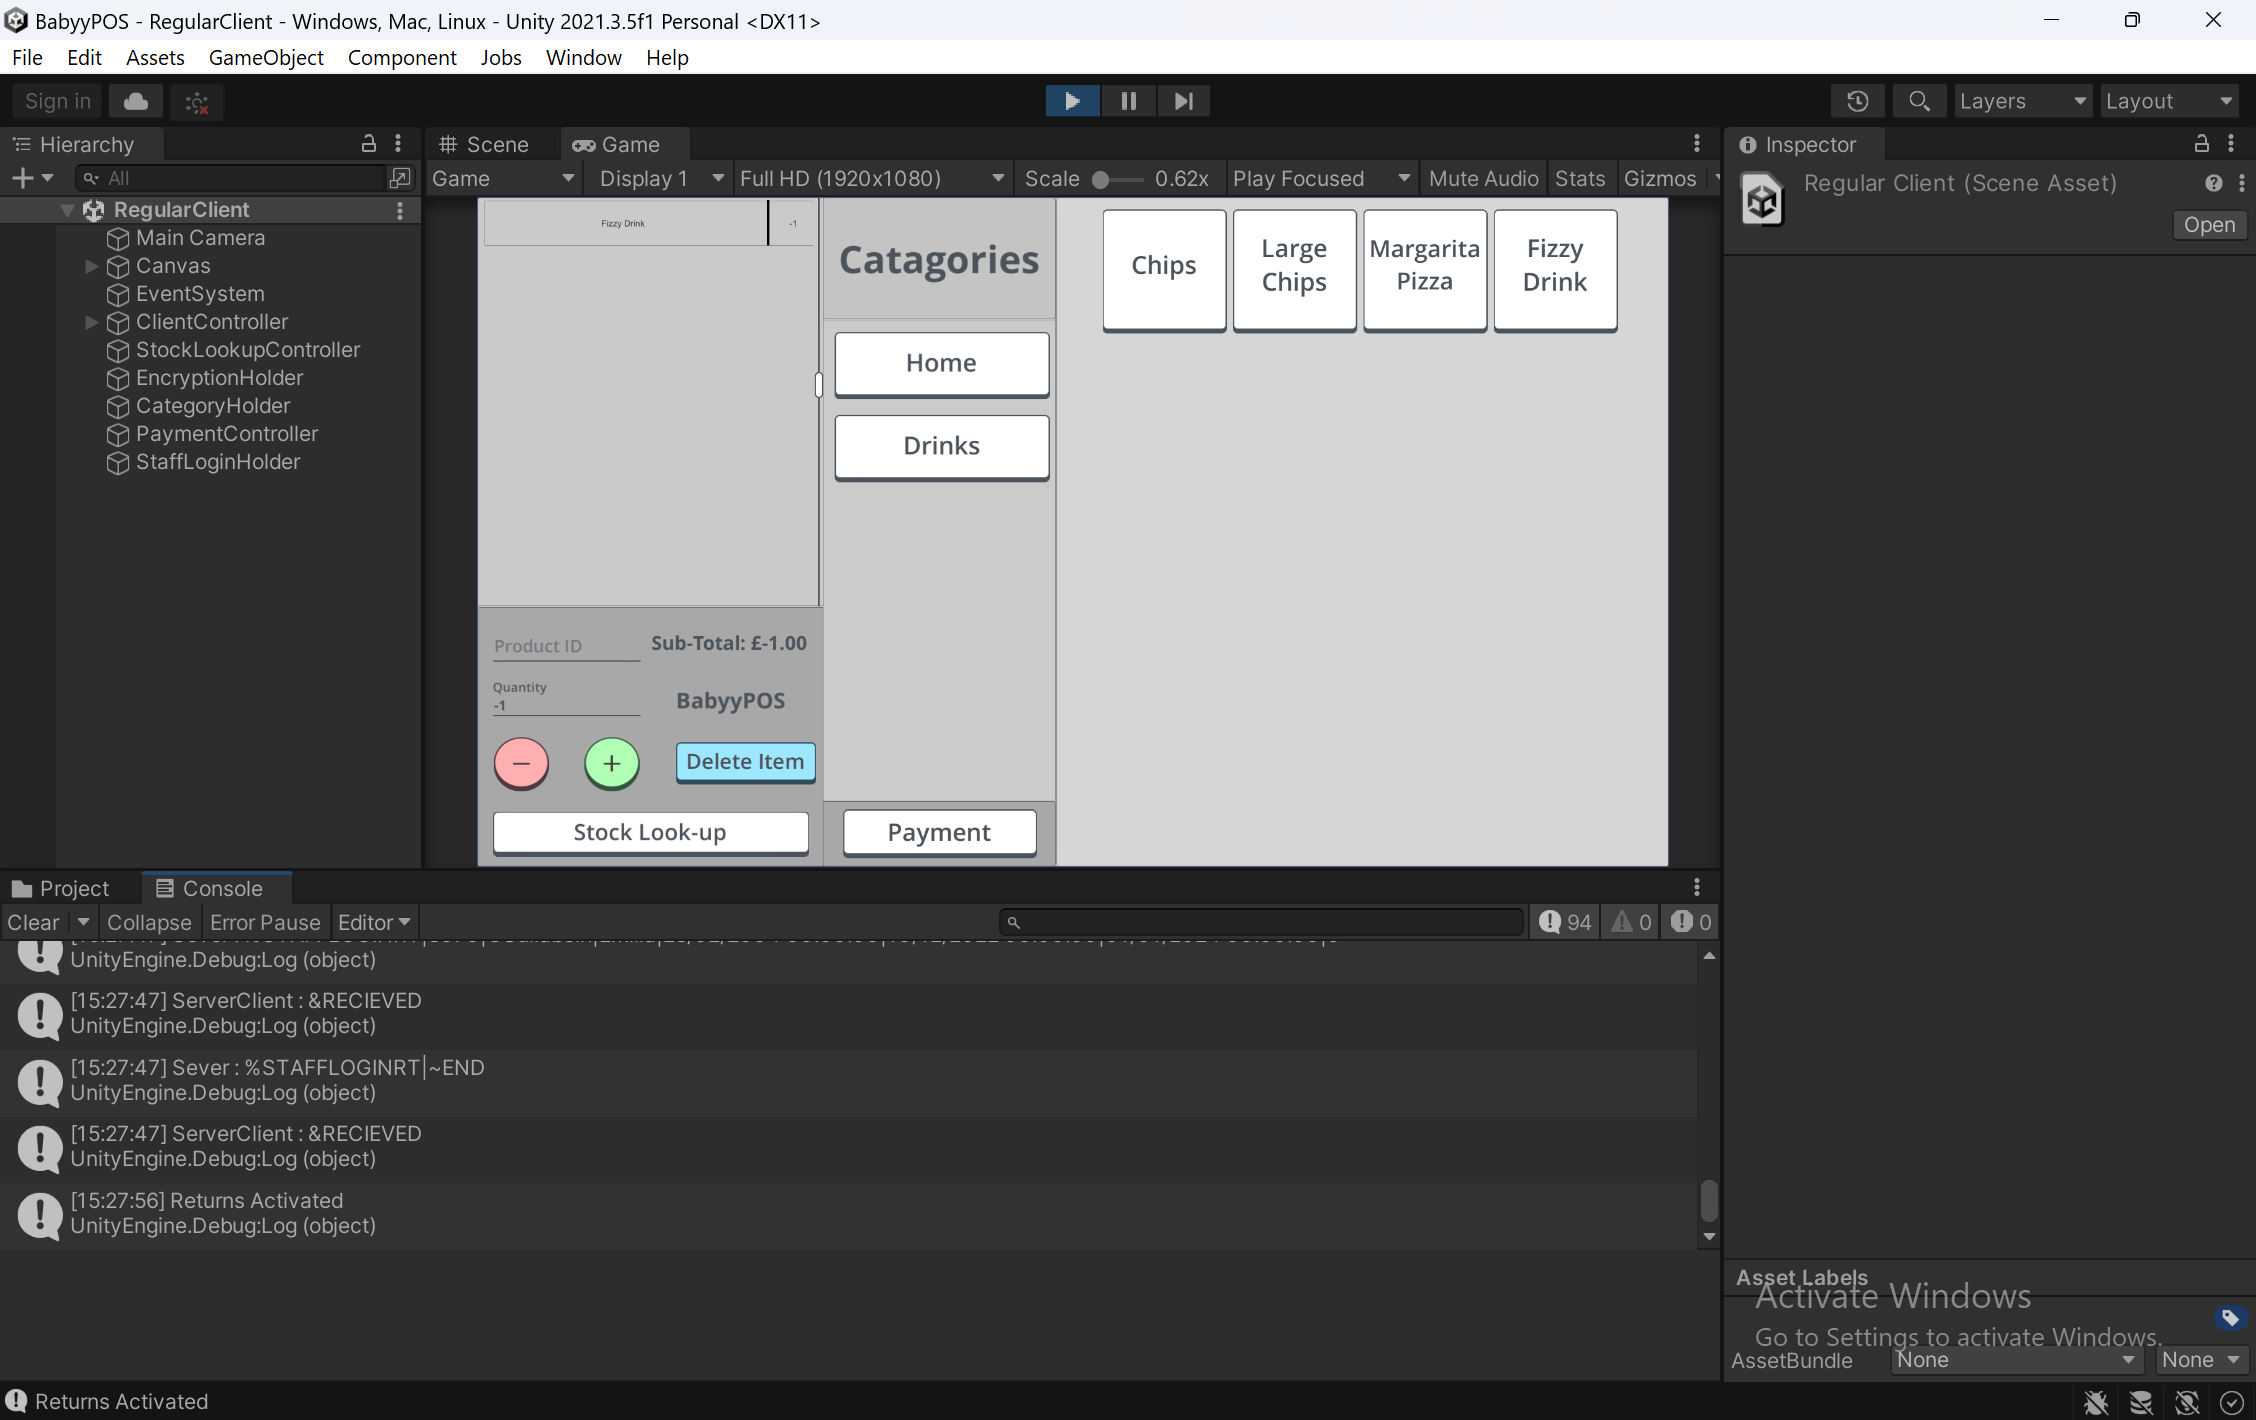 BabyyPOS - RegularClient - Windows, Mac, Linux - Unity 2021.3.5f1 Personal <DX11>
File Edit Assets GameObject Component Jobs Window Help
Sign in
Layers
Layout
Hierarchy
All
RegularClient
Main Camera
Canvas
EventSystem
ClientController
StockLookupController
EncryptionHolder
CategoryHolder
PaymentController
StaffLoginHolder
Scene
Game
Game
Display 1
Full HD (1920x1080)
Scale 0.62x
Play Focused
Mute Audio
Stats
Gizmos
Fizzy Drink
-1
Product ID
Sub-Total: £-1.00
Quantity
-1
BabyyPOS
−
+
Delete Item
Stock Look-up
Catagories
Home
Drinks
Payment
Chips
Large
Chips
Margarita
Pizza
Fizzy
Drink
Inspector
Regular Client (Scene Asset)
Open
Project
Console
Clear
Collapse
Error Pause
Editor
94
0
0
UnityEngine.Debug:Log (object)
[15:27:47] ServerClient : &RECIEVED
UnityEngine.Debug:Log (object)
[15:27:47] Sever : %STAFFLOGINRT|~END
UnityEngine.Debug:Log (object)
[15:27:47] ServerClient : &RECIEVED
UnityEngine.Debug:Log (object)
[15:27:56] Returns Activated
UnityEngine.Debug:Log (object)
Asset Labels
Activate Windows
Go to Settings to activate Windows.
AssetBundle
None
None
Returns Activated